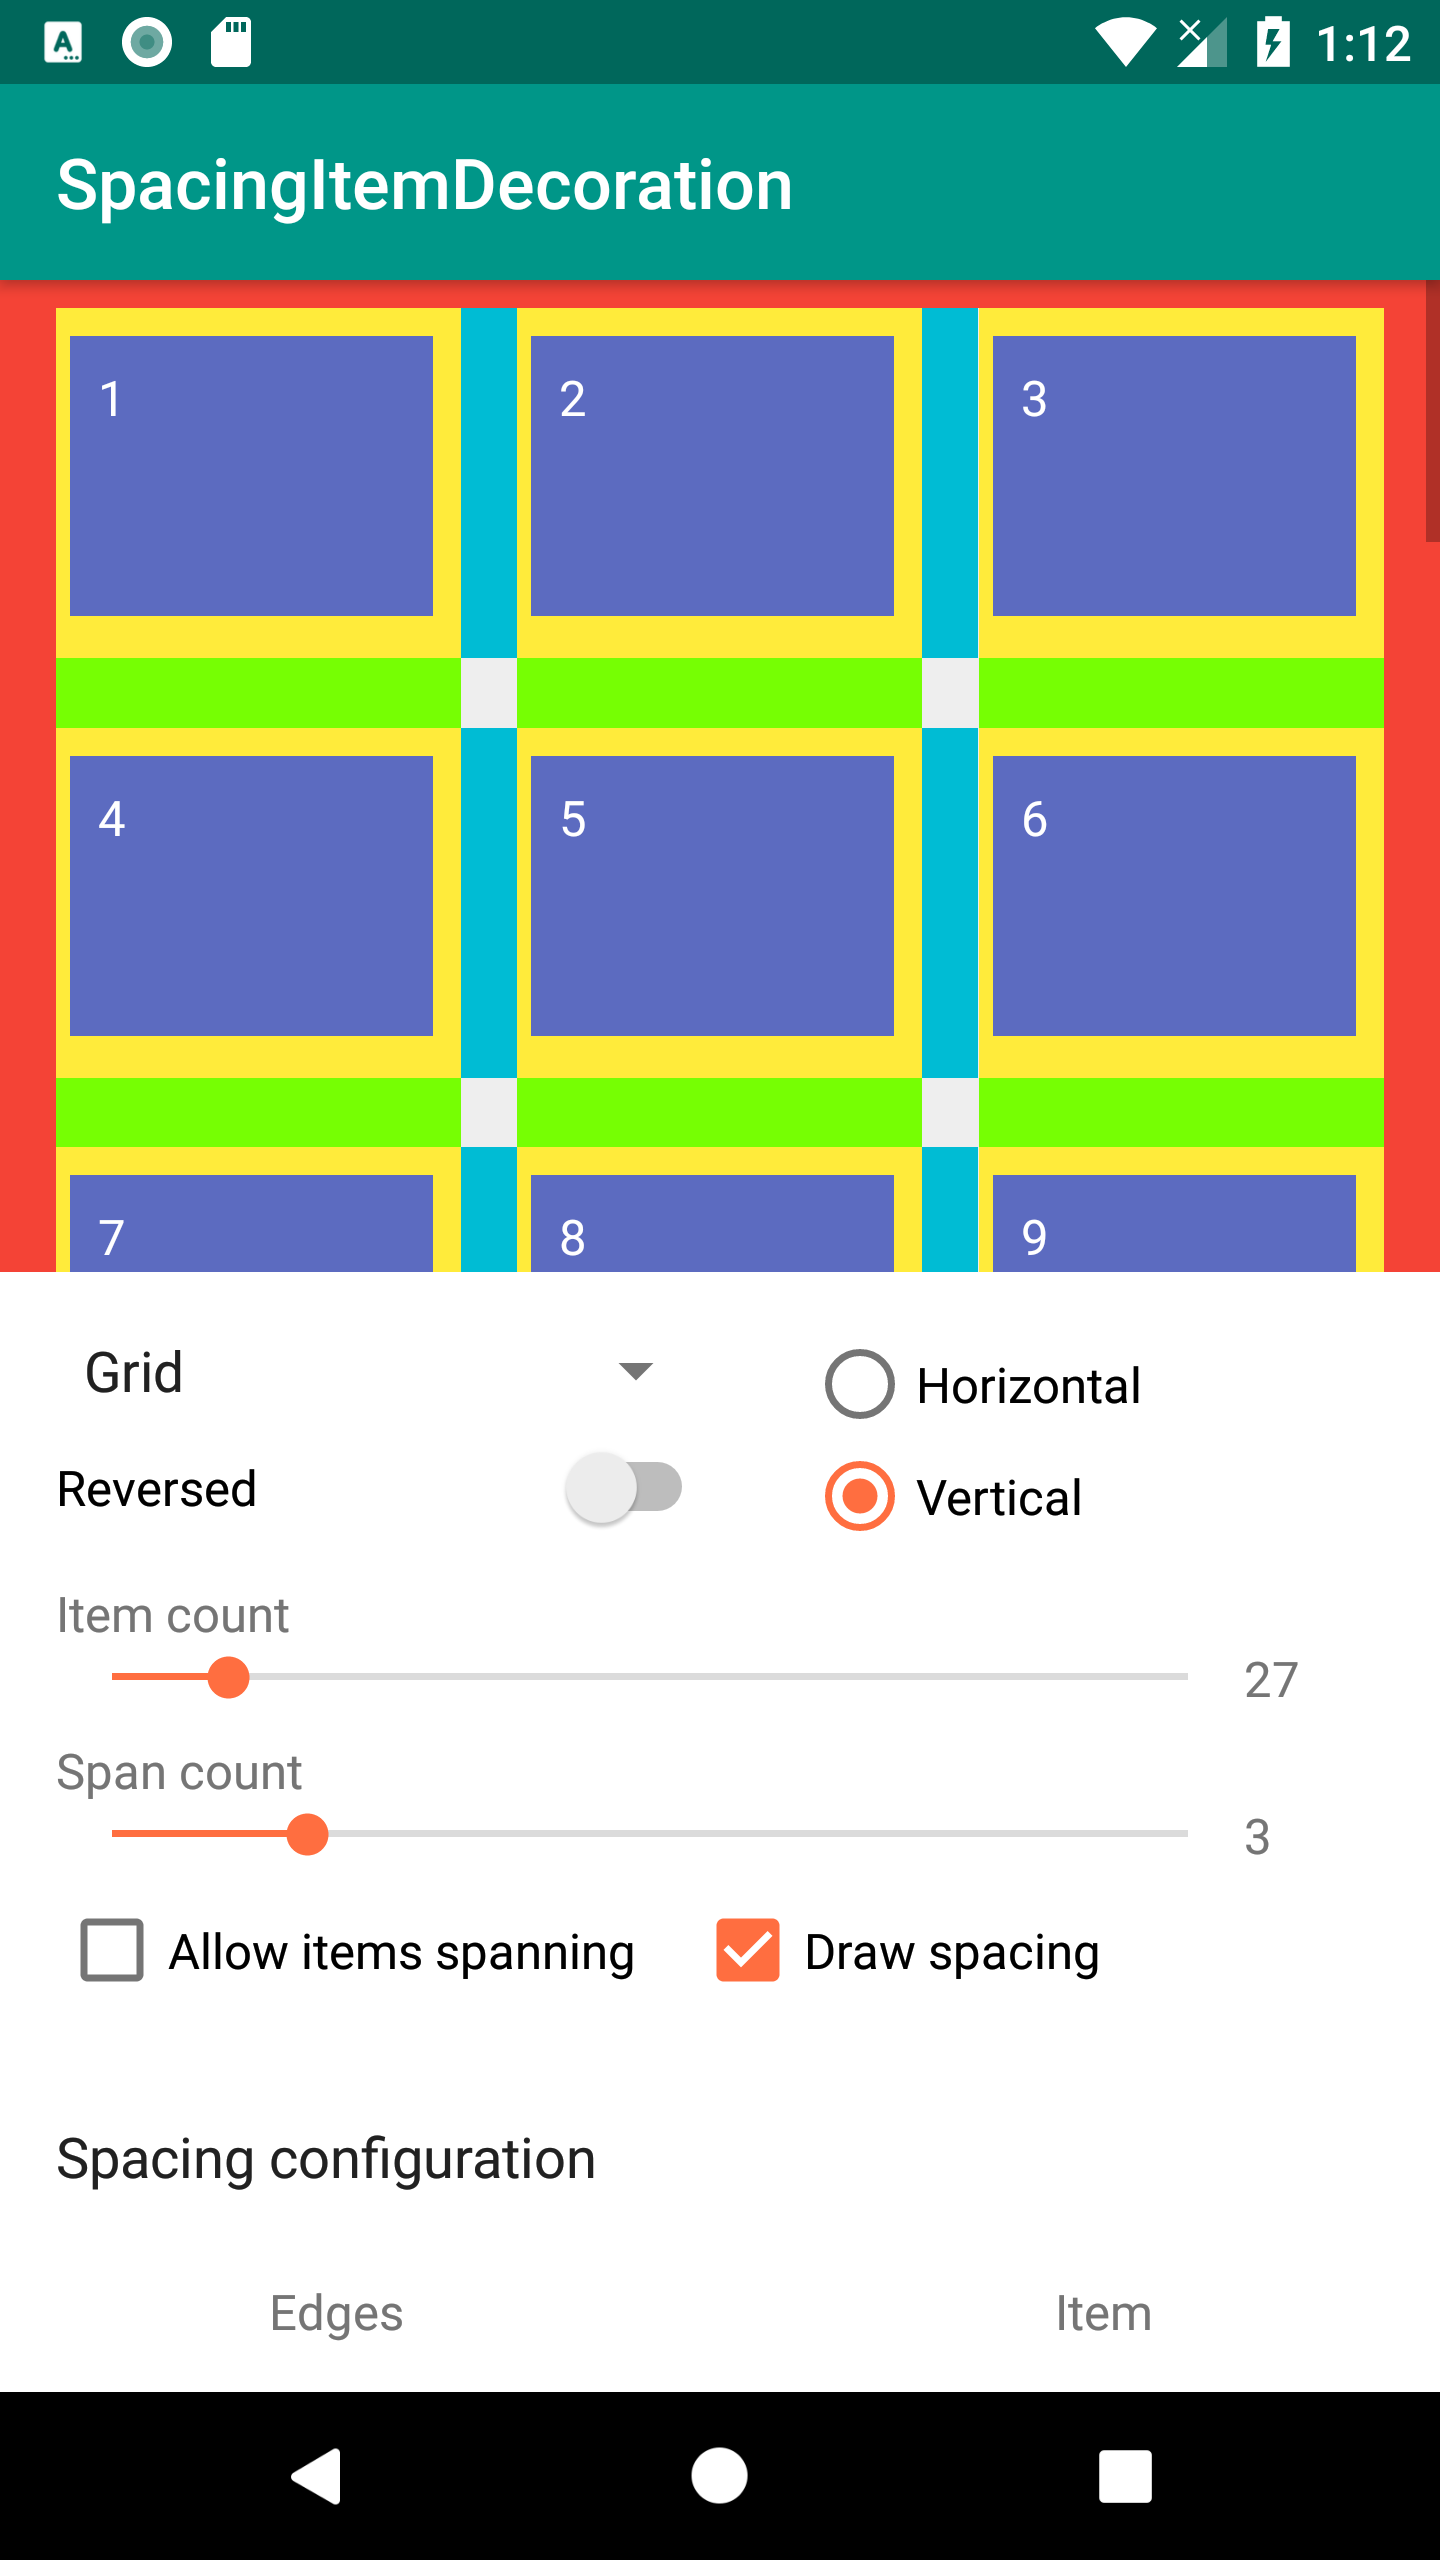 1:12
SpacingItemDecoration
1 2 3
4 5 6
7 8 9
Grid
Horizontal
Reversed
Vertical
Item count
27
Span count
3
Allow items spanning
Draw spacing
Spacing configuration
Edges Item